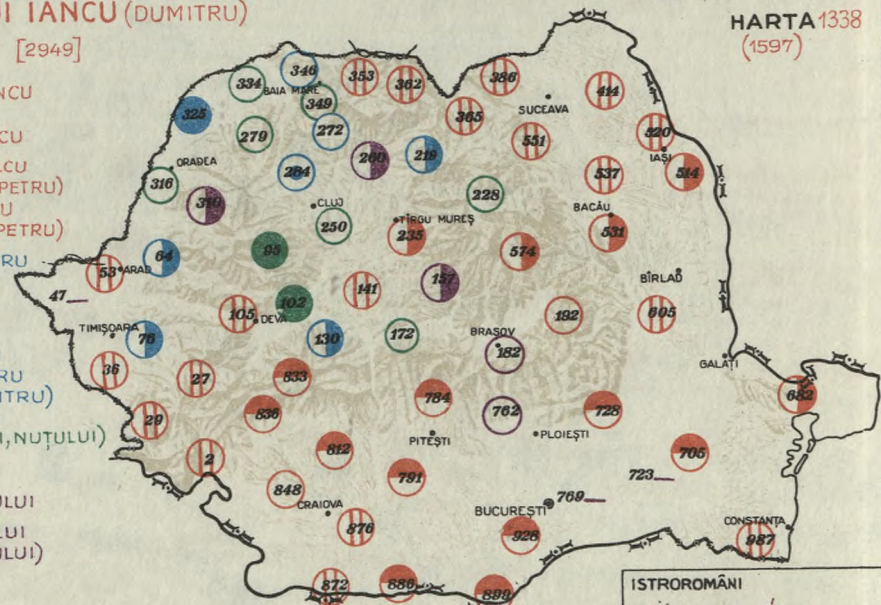 I IANCU (DUMITRU)
[2949]
HARTA 1338
(1597)
NCU
CU
LCU
PETRU)
U
PETRU)
RU
RU
ITRU)
I, NUȚULUI)
ULUI
LUI
ULUI)
346
334
353
362
386
BAIA MARE
349
414
SUCEAVA
325
365
279
272
551
520
IAȘI
260
219
ORADEA
284
537
514
316
228
310
CLUJ
BACĂU
TÎRGU MUREȘ
250
235
531
95
574
64
53
ARAD
BÎRLAD
157
141
47
102
105
DEVA
192
605
TIMIȘOARA
76
130
172
BRAȘOV
182
GALAȚI
36
27
833
682
784
836
762
728
29
PITEȘTI
PLOIEȘTI
812
2
705
791
723
848
BUCUREȘTI
769
CRAIOVA
876
928
CONSTANȚA
987
872
886
899
ISTROROMÂNI